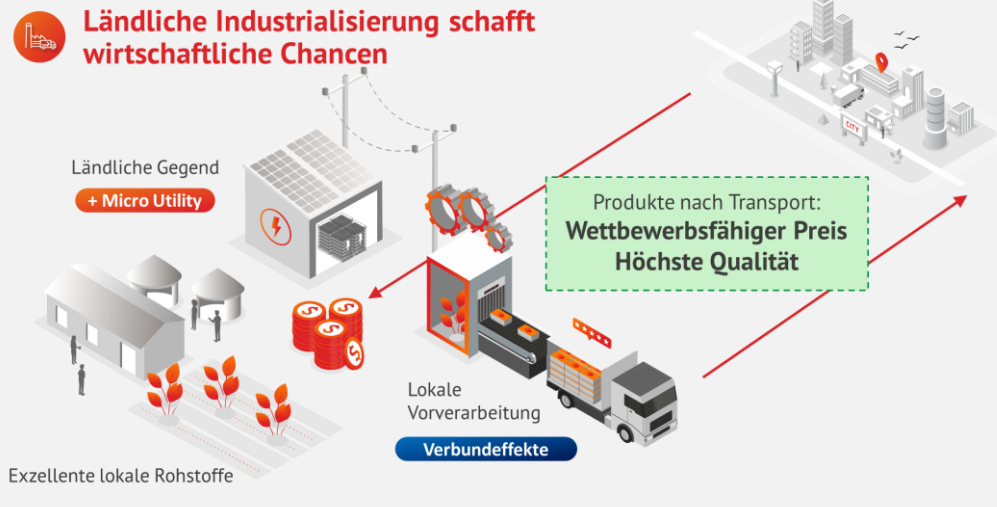 Ländliche Industrialisierung schafft
wirtschaftliche Chancen
Ländliche Gegend
+ Micro Utility
CITY
Produkte nach Transport:
Wettbewerbsfähiger Preis
Höchste Qualität
Lokale
Vorverarbeitung
Verbundeffekte
Exzellente lokale Rohstoffe